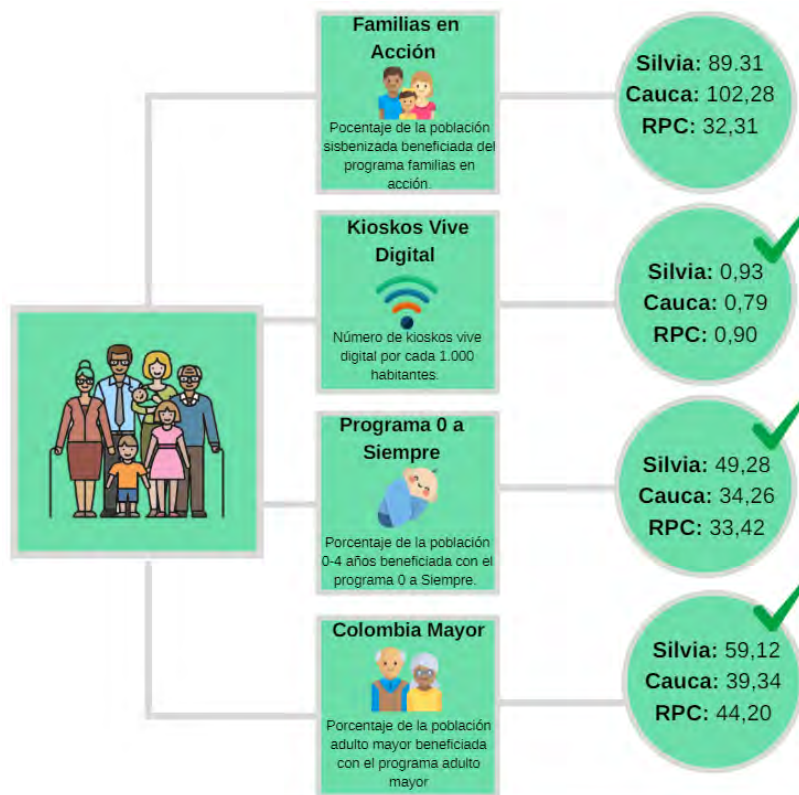 Familias en
Acción
Pocentaje de la población
sisbenizada beneficiada del
programa familias en
acción.
Silvia: 89.31
Cauca: 102,28
RPC: 32,31
Kioskos Vive
Digital
Número de kioskos vive
digital por cada 1.000
habitantes.
Silvia: 0,93
Cauca: 0,79
RPC: 0,90
Programa 0 a
Siempre
Porcentaje de la población
0-4 años beneficiada con el
programa 0 a Siempre.
Silvia: 49,28
Cauca: 34,26
RPC: 33,42
Colombia Mayor
Porcentaje de la población
adulto mayor beneficiada
con el programa adulto
mayor
Silvia: 59,12
Cauca: 39,34
RPC: 44,20